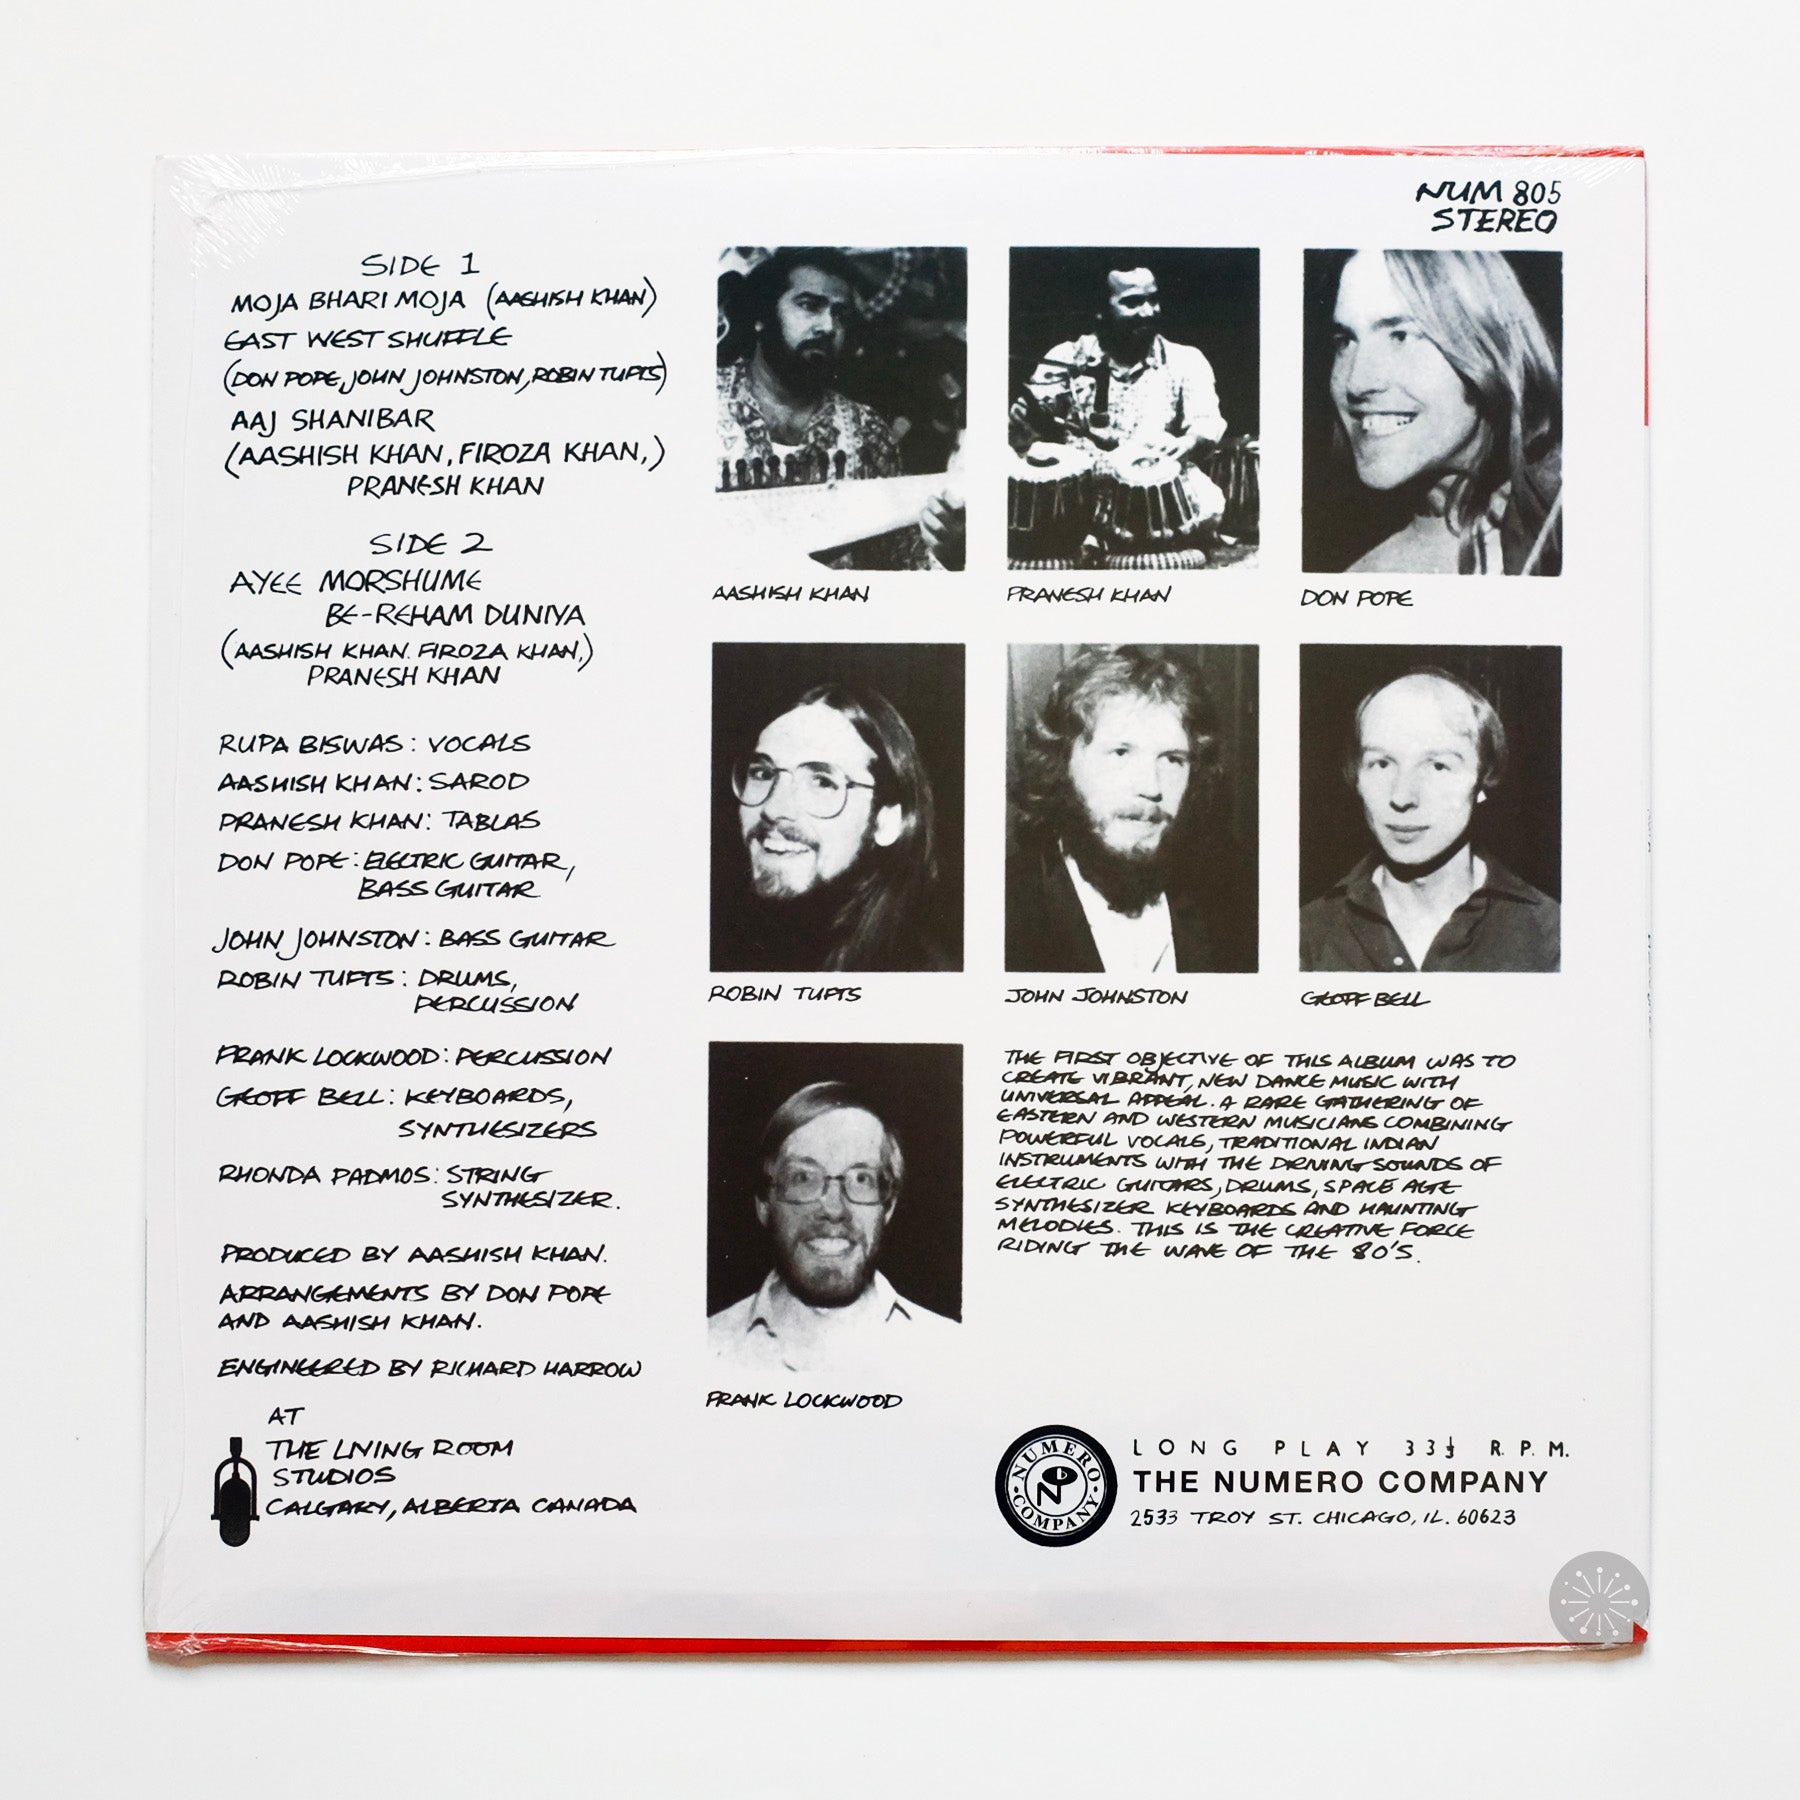 NUM 805
STEREO
SIDE 1
MOJA BHARI MOJA (AASHISH KHAN)
EAST WEST SHUFFLE
(DON POPE, JOHN JOHNSTON, ROBIN TUFTS)
AAJ SHANIBAR
(AASHISH KHAN, FIROZA KHAN,)
PRANESH KHAN
SIDE 2
AYEE MORSHUME
BE-REHAM DUNIYA
(AASHISH KHAN. FIROZA KHAN,)
PRANESH KHAN
RUPA BISWAS: VOCALS
AASHISH KHAN: SAROD
PRANESH KHAN: TABLAS
DON POPE: ELECTRIC GUITAR,
BASS GUITAR
JOHN JOHNSTON: BASS GUITAR
ROBIN TUFTS: DRUMS,
PERCUSSION
FRANK LOCKWOOD: PERCUSSION
GEOFF BELL: KEYBOARDS,
SYNTHESIZERS
RHONDA PADMOS: STRING
SYNTHESIZER.
PRODUCED BY AASHISH KHAN.
ARRANGEMENTS BY DON POPE
AND AASHISH KHAN.
ENGINEERED BY RICHARD HARROW
AT
THE LIVING ROOM
STUDIOS
CALGARY, ALBERTA CANADA
AASHISH KHAN
PRANESH KHAN
DON POPE
ROBIN TUFTS
JOHN JOHNSTON
GEOFF BELL
FRANK LOCKWOOD
THE FIRST OBJECTIVE OF THIS ALBUM WAS TO
CREATE VIBRANT, NEW DANCE MUSIC WITH
UNIVERSAL APPEAL. A RARE GATHERING OF
EASTERN AND WESTERN MUSICIANS COMBINING
POWERFUL VOCALS, TRADITIONAL INDIAN
INSTRUMENTS WITH THE DRIVING SOUNDS OF
ELECTRIC GUITARS, DRUMS, SPACE AGE
SYNTHESIZER KEYBOARDS AND HAUNTING
MELODIES. THIS IS THE CREATIVE FORCE
RIDING THE WAVE OF THE 80'S.
NUMERO
N
COMPANY
LONG PLAY 33⅓ R.P.M.
THE NUMERO COMPANY
2533 TROY ST. CHICAGO, IL. 60623